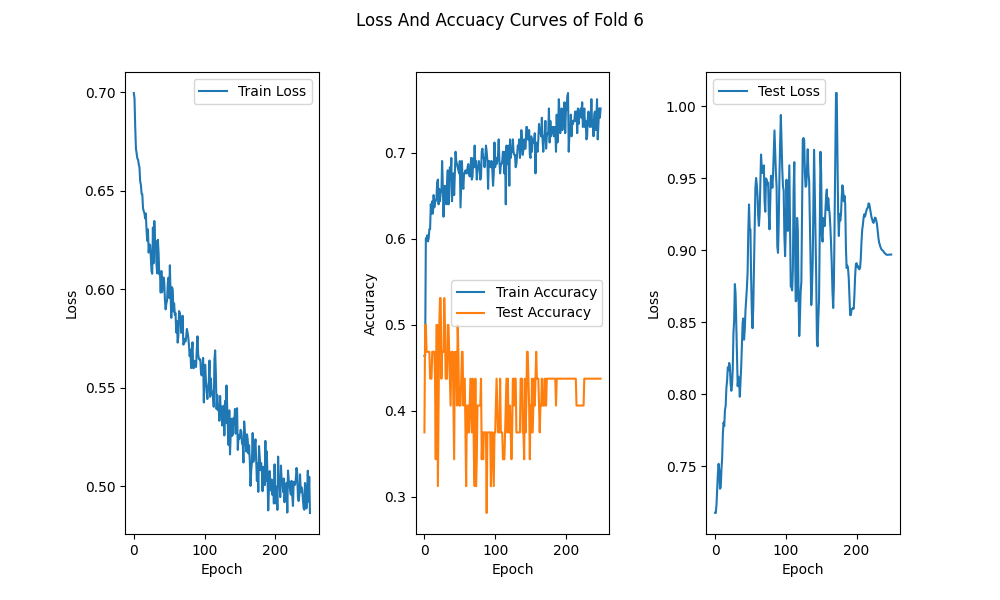 Loss And Accuacy Curves of Fold 6
Train Loss
0.70
0.65
0.60
0.55
0.50
Loss
0
100
200
Epoch
Train Accuracy
Test Accuracy
0.7
0.6
0.5
0.4
0.3
Accuracy
0
100
200
Epoch
Test Loss
1.00
0.95
0.90
0.85
0.80
0.75
Loss
0
100
200
Epoch